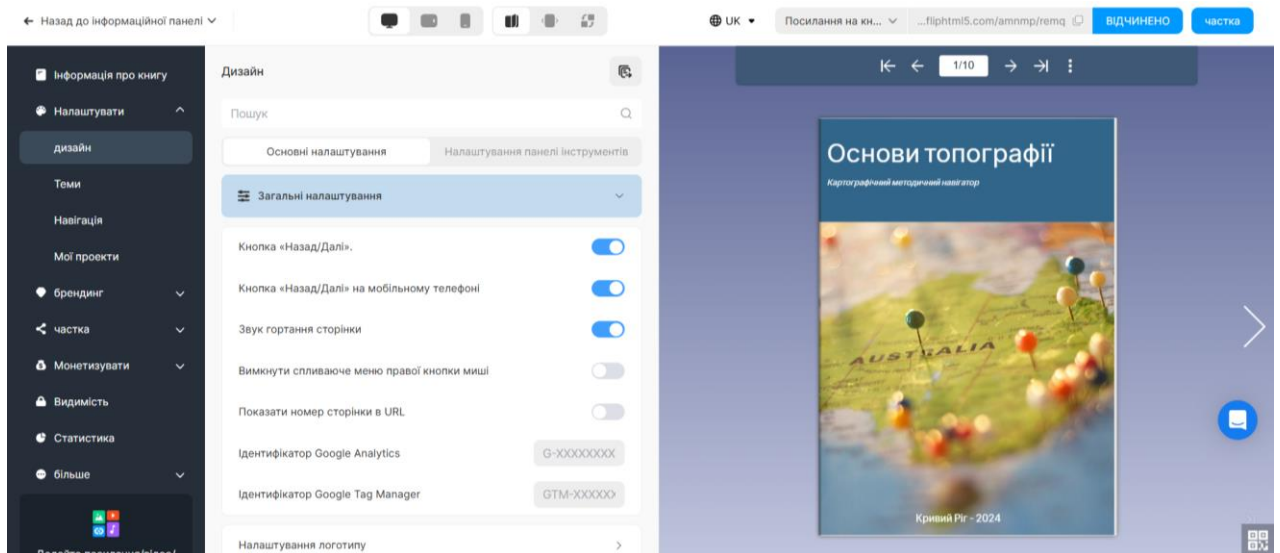 Назад до інформаційної панелі
UK
Посилання на кн...
...fliphtml5.com/amnmp/remq
ВІДЧИНЕНО
частка
Інформація про книгу
Налаштувати
дизайн
Теми
Навігація
Мої проекти
брендинг
частка
Монетизувати
Видимість
Статистика
більше
Дизайн
Пошук
Основні налаштування
Налаштування панелі інструментів
Загальні налаштування
Кнопка «Назад/Далі».
Кнопка «Назад/Далі» на мобільному телефоні
Звук гортання сторінки
Вимкнути спливаюче меню правої кнопки миші
Показати номер сторінки в URL
Ідентифікатор Google Analytics
G-XXXXXXXX
Ідентифікатор Google Tag Manager
GTM-XXXXX
Налаштування логотипу
1/10
Основи топографії
Картографічний методичний навігатор
AUSTRALIA
Кривий Ріг - 2024